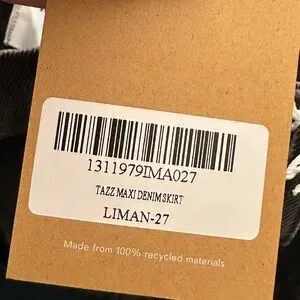 1311979IMA027
TAZZ MAXI DENIM SKIRT
LIMAN-27
Made from 100% recycled materials